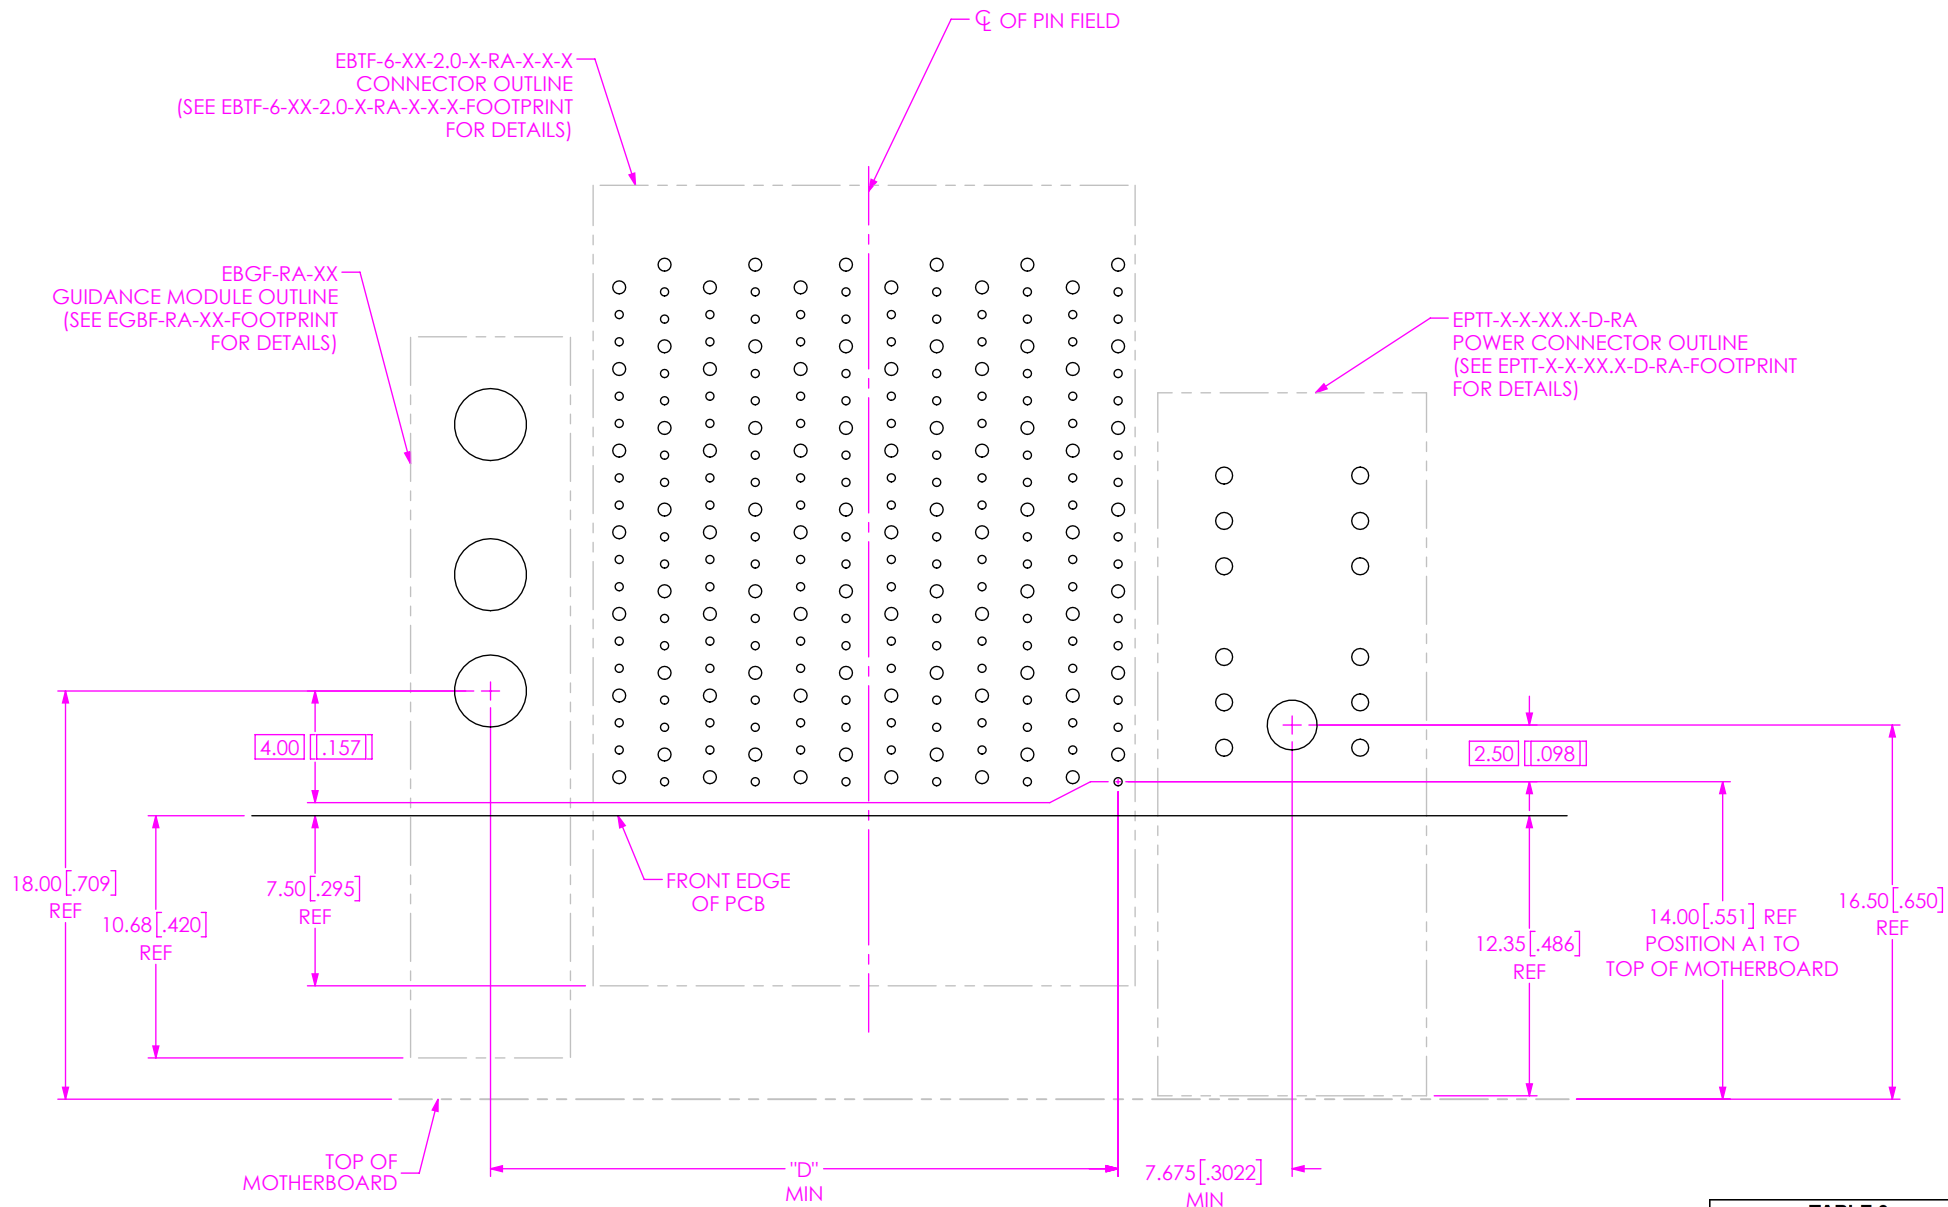 ℄ OF PIN FIELD
EBTF-6-XX-2.0-X-RA-X-X-X
CONNECTOR OUTLINE
(SEE EBTF-6-XX-2.0-X-RA-X-X-X-FOOTPRINT
FOR DETAILS)
EBGF-RA-XX
GUIDANCE MODULE OUTLINE
(SEE EGBF-RA-XX-FOOTPRINT
FOR DETAILS)
EPTT-X-X-XX.X-D-RA
POWER CONNECTOR OUTLINE
(SEE EPTT-X-X-XX.X-D-RA-FOOTPRINT
FOR DETAILS)
4.00 [.157]
2.50 [.098]
18.00[.709]
REF
10.68[.420]
REF
7.50[.295]
REF
FRONT EDGE
OF PCB
12.35[.486]
REF
14.00[.551] REF
POSITION A1 TO
TOP OF MOTHERBOARD
16.50[.650]
REF
TOP OF
MOTHERBOARD
"D"
MIN
7.675[.3022]
MIN